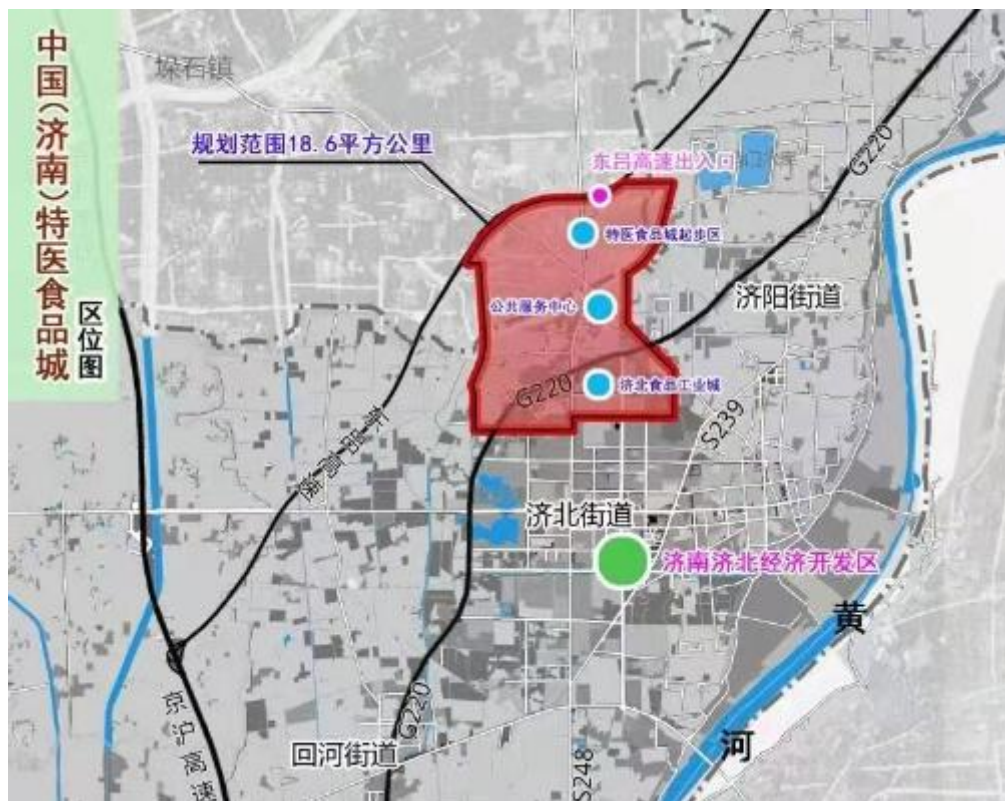 中国(济南)特医食品城
区位图
垛石镇
规划范围18.6平方公里
东吕高速出入口
G220
特医食品城起步区
济阳街道
公共服务中心
济北食品工业城
G220
S239
东吕高速
济北街道
济南济北经济开发区
黄河
G220
京沪高速
回河街道
S248